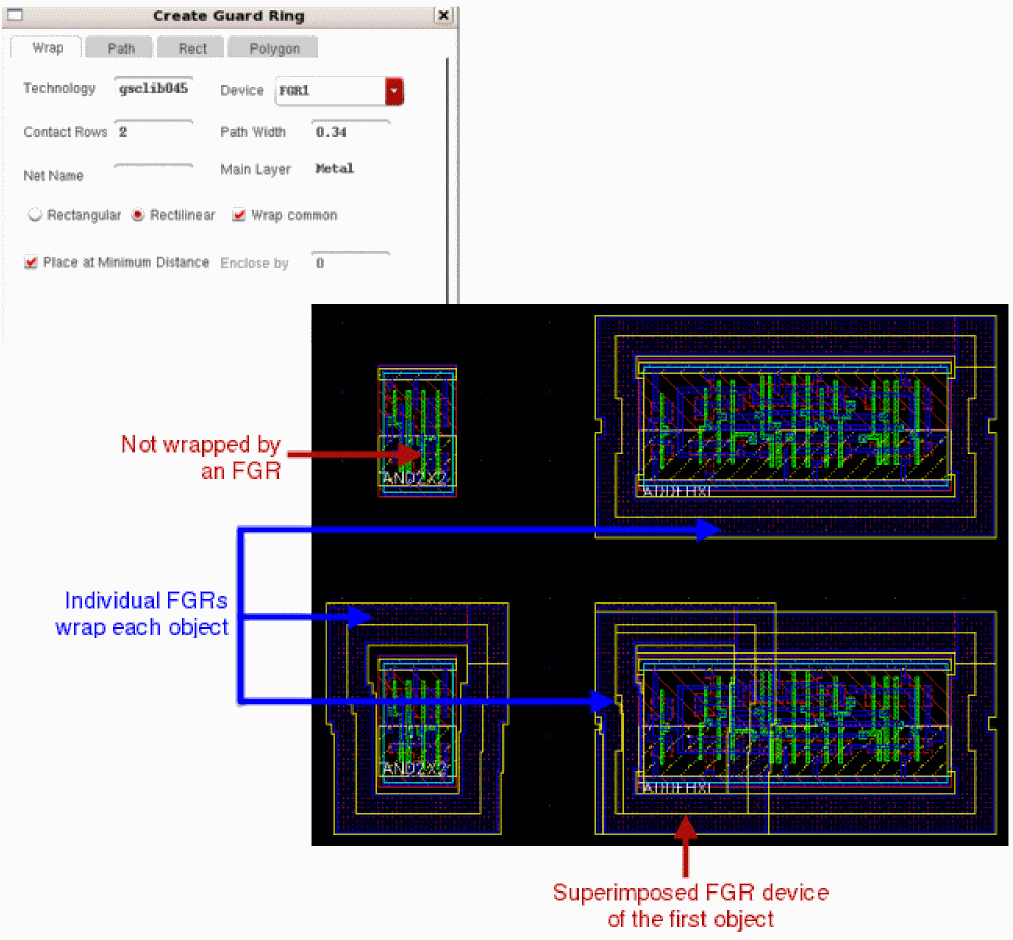 Create Guard Ring
Wrap Path Rect Polygon
Technology gsclib045 Device FGR1
Contact Rows 2 Path Width 0.34
Net Name Main Layer Metal
Rectangular Rectilinear Wrap common
Place at Minimum Distance Enclose by 0
Not wrapped by
an FGR
AND2X2
ADDFHXL
Individual FGRs
wrap each object
AND2X2
ADDFHXL
Superimposed FGR device
of the first object